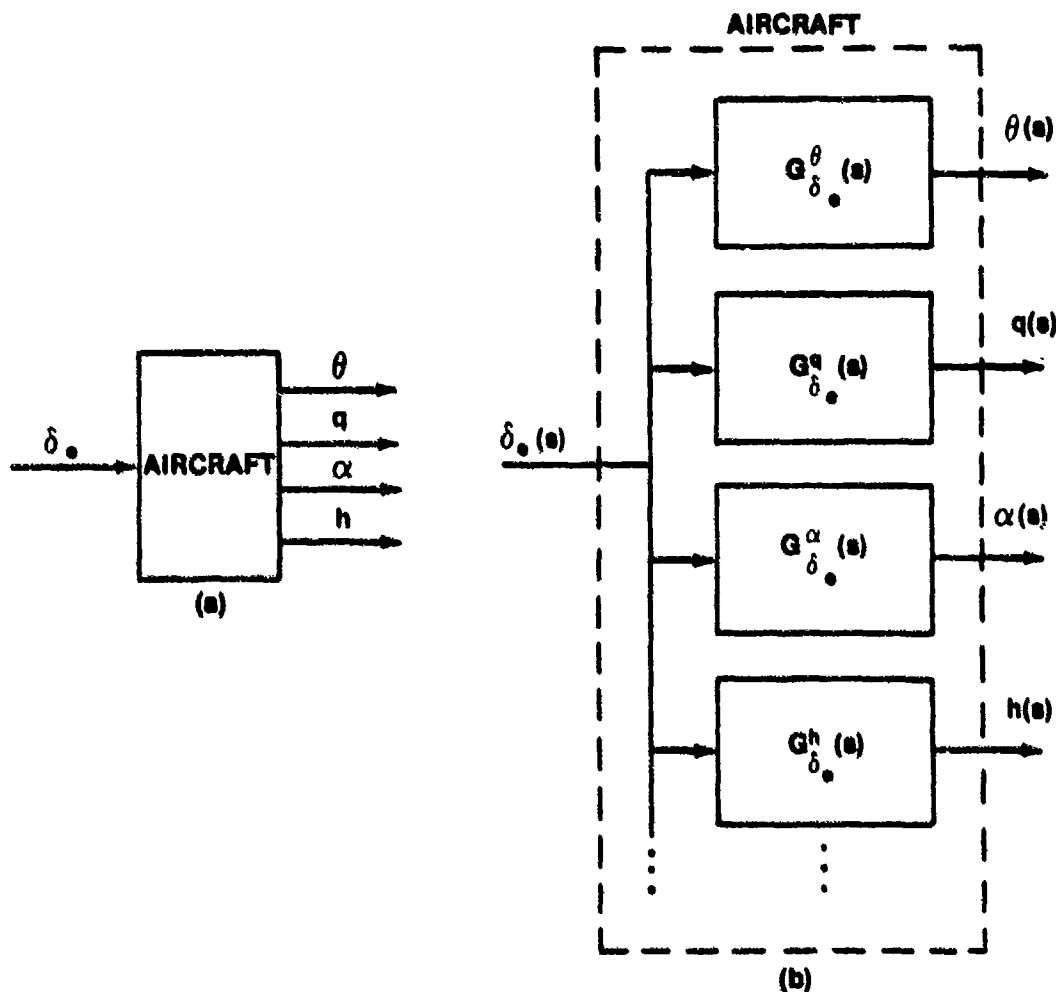 AIRCRAFT
θ(s)
G^θ_δe(s)
q(s)
G^q_δe(s)
θ
q
α
h
δe
AIRCRAFT
(a)
δe(s)
α(s)
G^α_δe(s)
h(s)
G^h_δe(s)
(b)